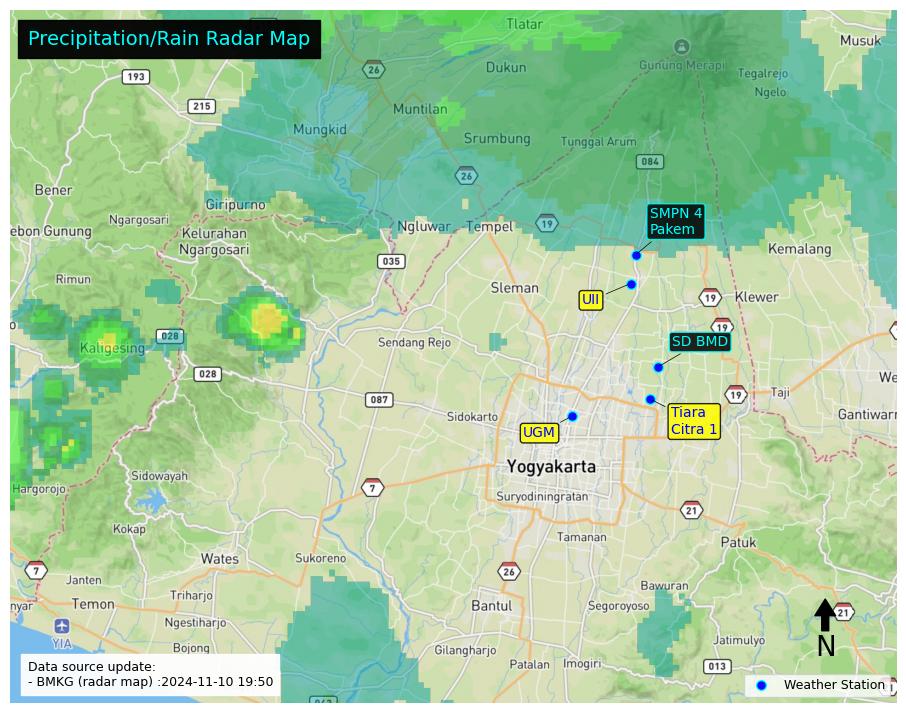 Precipitation/Rain Radar Map
Tlatar
Musuk
193
26
Dukun
Gunung Merapi
Tegalrejo
Ngelo
215
Muntilan
Mungkid
Srumbung
Tunggal Arum
084
26
Bener
Giripurno
Ngargosari
SMPN 4
Pakem
ebon Gunung
Kelurahan
Ngargosari
Ngluwar
Tempel
19
Kemalang
035
Rimun
Sleman
UII
19
Klewer
19
028
Kaligesing
Sendang Rejo
SD BMD
028
087
19
Taji
We
Sidokarto
Tiara
Citra 1
Gantiwarn
UGM
Yogyakarta
Hargorojo
Sidowayah
7
Suryodiningratan
21
Kokap
Tamanan
Patuk
Wates
Sukoreno
7
26
Janten
Bawuran
Triharjo
nyar
Temon
Bantul
Segoroyoso
21
YIA
Ngestiharjo
N
Bojong
Gilangharjo
Jatimulyo
Patalan
Imogiri
013
Data source update:
- BMKG (radar map) :2024-11-10 19:50
Weather Station